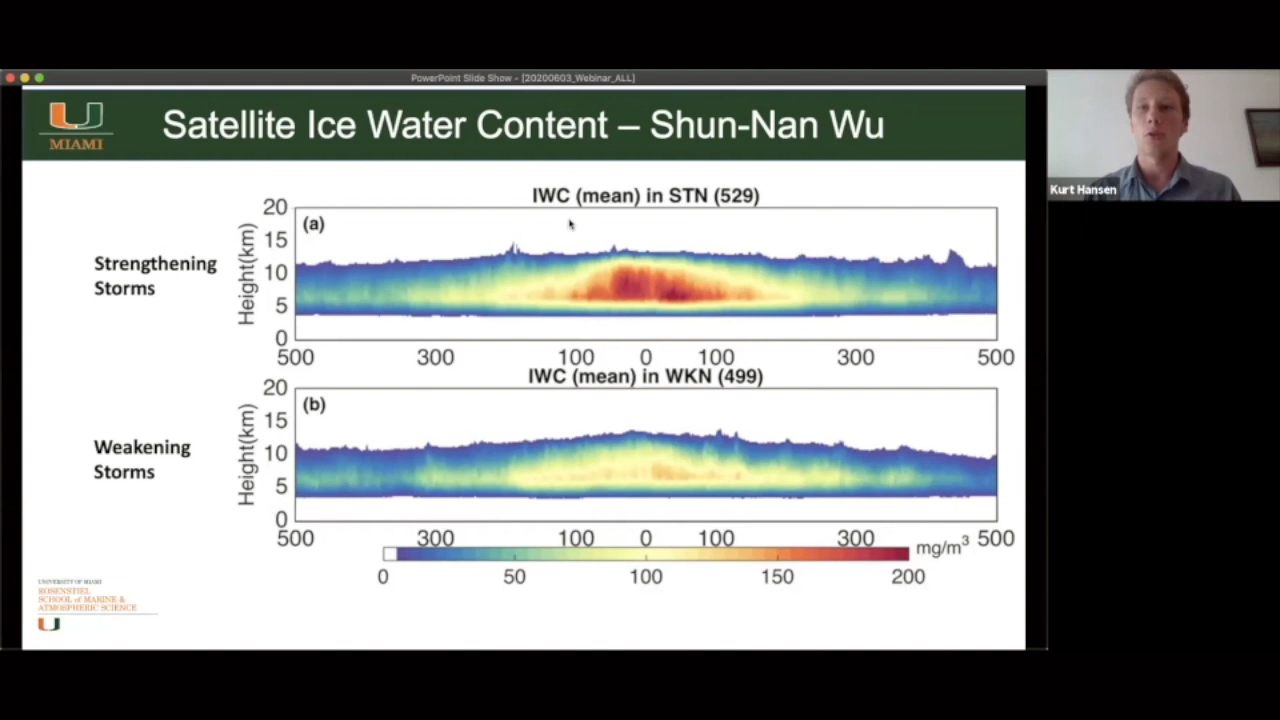 PowerPoint Slide Show - [20200603_Webinar_ALL]
MIAMI
Satellite Ice Water Content – Shun-Nan Wu
Kurt Hansen
IWC (mean) in STN (529)
(a)
Strengthening
Storms
Height(km)
20
15
10
5
0
500 300 100 0 100 300 500
IWC (mean) in WKN (499)
(b)
Weakening
Storms
Height(km)
20
15
10
5
0
500 300 100 0 100 300 500
mg/m³
0 50 100 150 200
UNIVERSITY OF MIAMI
ROSENSTIEL
SCHOOL of MARINE &
ATMOSPHERIC SCIENCE